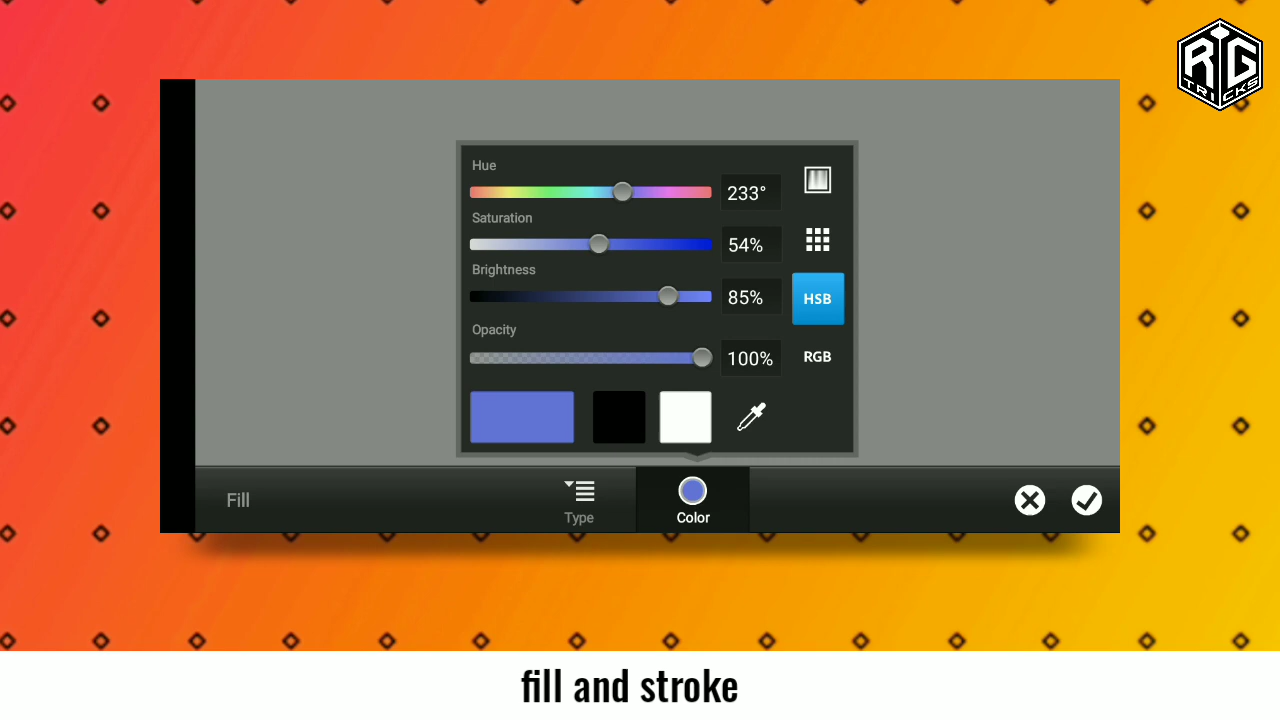 RG
TRICKS
Hue
233°
Saturation
54%
Brightness
85%
HSB
Opacity
100%
RGB
Fill
Type
Color
fill and stroke